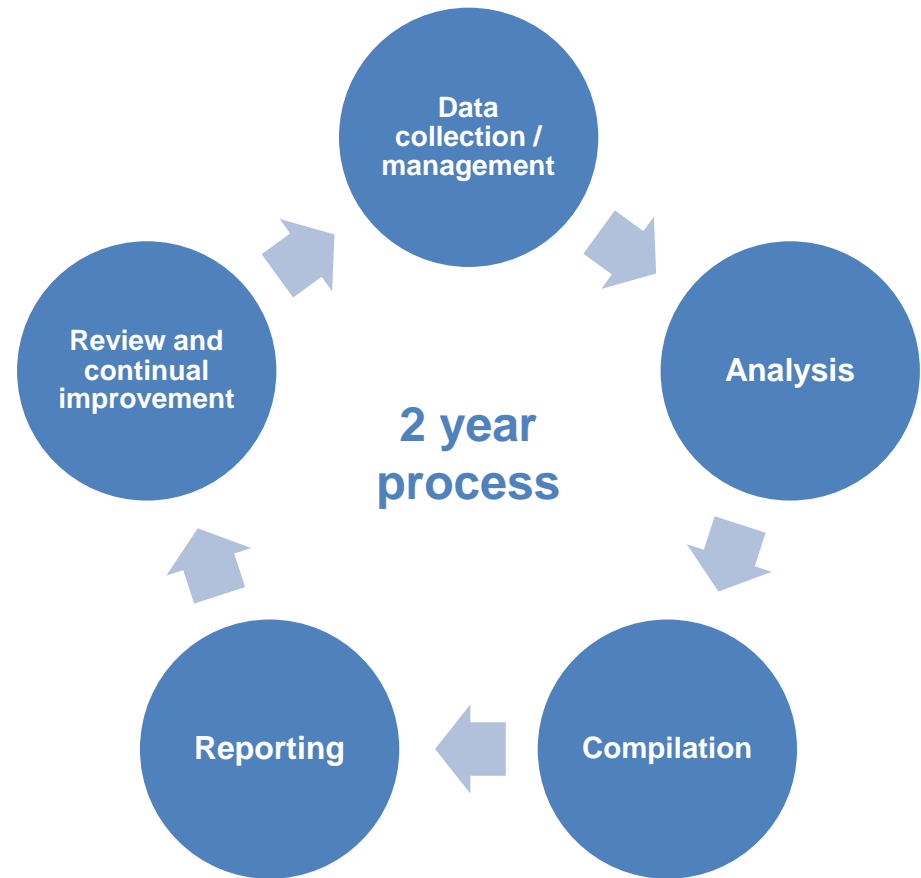 Data
collection /
management
Analysis
Compilation
Reporting
Review and
continual
improvement
2 year
process